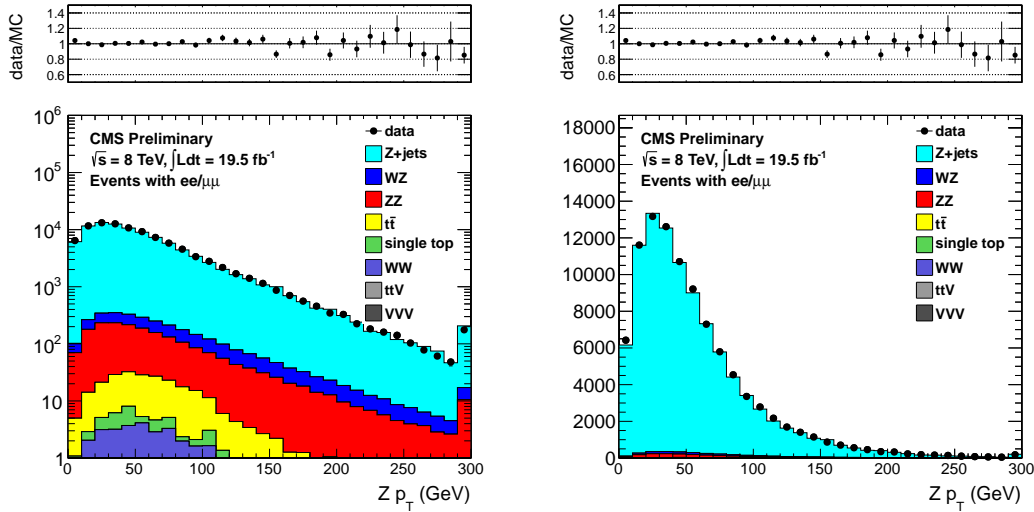 data/MC
1.4
1.2
1
0.8
0.6
10⁶
10⁵
10⁴
10³
10²
10
1
CMS Preliminary
√s = 8 TeV, ∫Ldt = 19.5 fb⁻¹
Events with ee/μμ
data
Z+jets
WZ
ZZ
tt̄
single top
WW
ttV
VVV
0 50 100 150 200 250 300
Z p_T (GeV)
data/MC
1.4
1.2
1
0.8
0.6
18000
16000
14000
12000
10000
8000
6000
4000
2000
0
CMS Preliminary
√s = 8 TeV, ∫Ldt = 19.5 fb⁻¹
Events with ee/μμ
data
Z+jets
WZ
ZZ
tt̄
single top
WW
ttV
VVV
0 50 100 150 200 250 300
Z p_T (GeV)